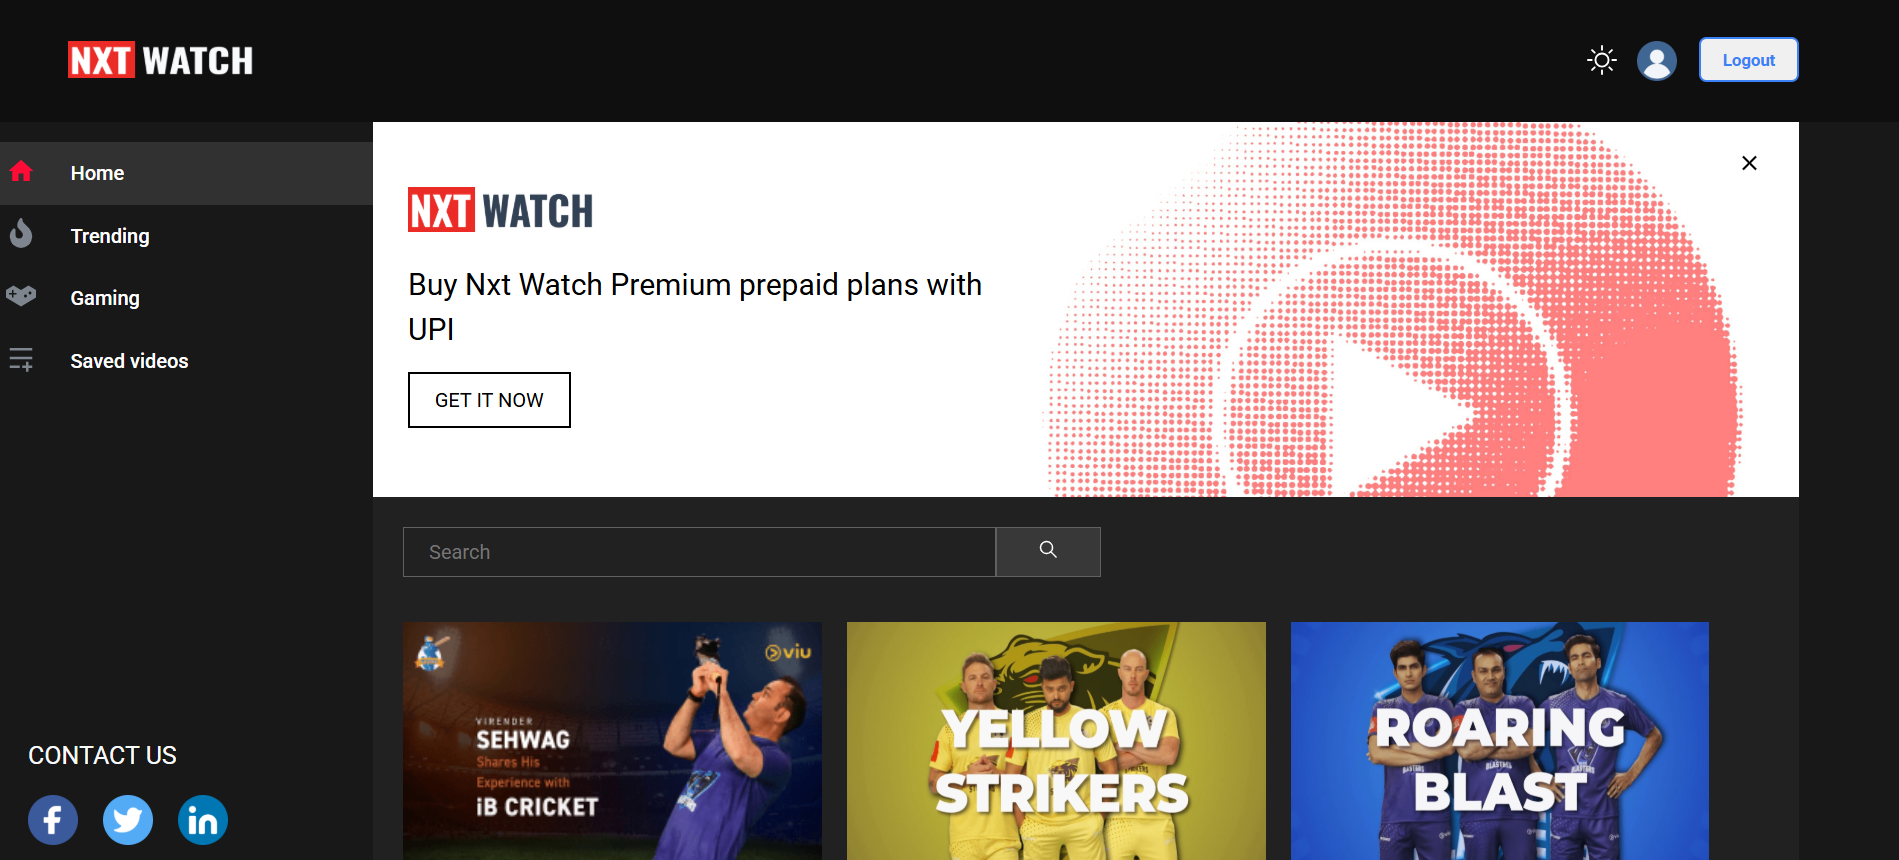 NXT WATCH
Logout
Home
Trending
Gaming
Saved videos
CONTACT US
NXT WATCH
Buy Nxt Watch Premium prepaid plans with
UPI
GET IT NOW
Search
viu
VIRENDER
SEHWAG
Shares His
Experience with
iB CRICKET
YELLOW
STRIKERS
ROARING
BLAST